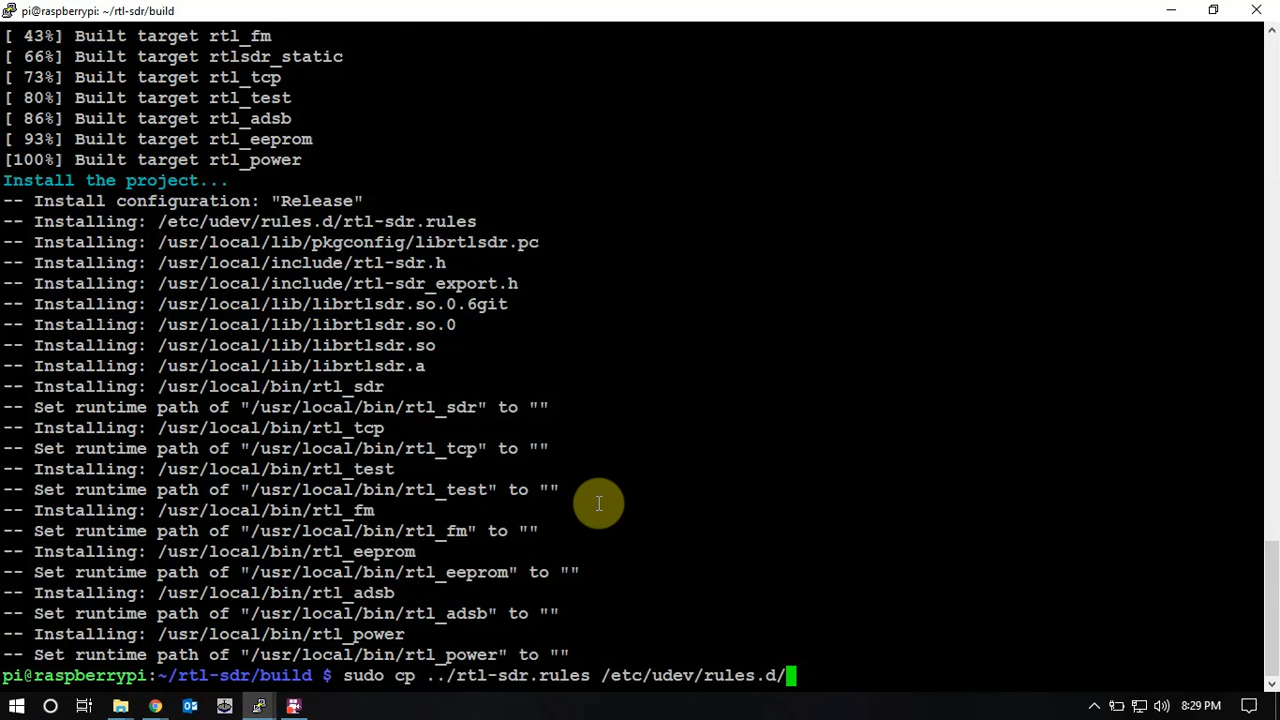 pi@raspberrypi: ~/rtl-sdr/build
[ 43%] Built target rtl_fm
[ 66%] Built target rtlsdr_static
[ 73%] Built target rtl_tcp
[ 80%] Built target rtl_test
[ 86%] Built target rtl_adsb
[ 93%] Built target rtl_eeprom
[100%] Built target rtl_power
Install the project...
-- Install configuration: "Release"
-- Installing: /etc/udev/rules.d/rtl-sdr.rules
-- Installing: /usr/local/lib/pkgconfig/librtlsdr.pc
-- Installing: /usr/local/include/rtl-sdr.h
-- Installing: /usr/local/include/rtl-sdr_export.h
-- Installing: /usr/local/lib/librtlsdr.so.0.6git
-- Installing: /usr/local/lib/librtlsdr.so.0
-- Installing: /usr/local/lib/librtlsdr.so
-- Installing: /usr/local/lib/librtlsdr.a
-- Installing: /usr/local/bin/rtl_sdr
-- Set runtime path of "/usr/local/bin/rtl_sdr" to ""
-- Installing: /usr/local/bin/rtl_tcp
-- Set runtime path of "/usr/local/bin/rtl_tcp" to ""
-- Installing: /usr/local/bin/rtl_test
-- Set runtime path of "/usr/local/bin/rtl_test" to ""
-- Installing: /usr/local/bin/rtl_fm
-- Set runtime path of "/usr/local/bin/rtl_fm" to ""
-- Installing: /usr/local/bin/rtl_eeprom
-- Set runtime path of "/usr/local/bin/rtl_eeprom" to ""
-- Installing: /usr/local/bin/rtl_adsb
-- Set runtime path of "/usr/local/bin/rtl_adsb" to ""
-- Installing: /usr/local/bin/rtl_power
-- Set runtime path of "/usr/local/bin/rtl_power" to ""
pi@raspberrypi:~/rtl-sdr/build $ sudo cp ../rtl-sdr.rules /etc/udev/rules.d/
8:29 PM